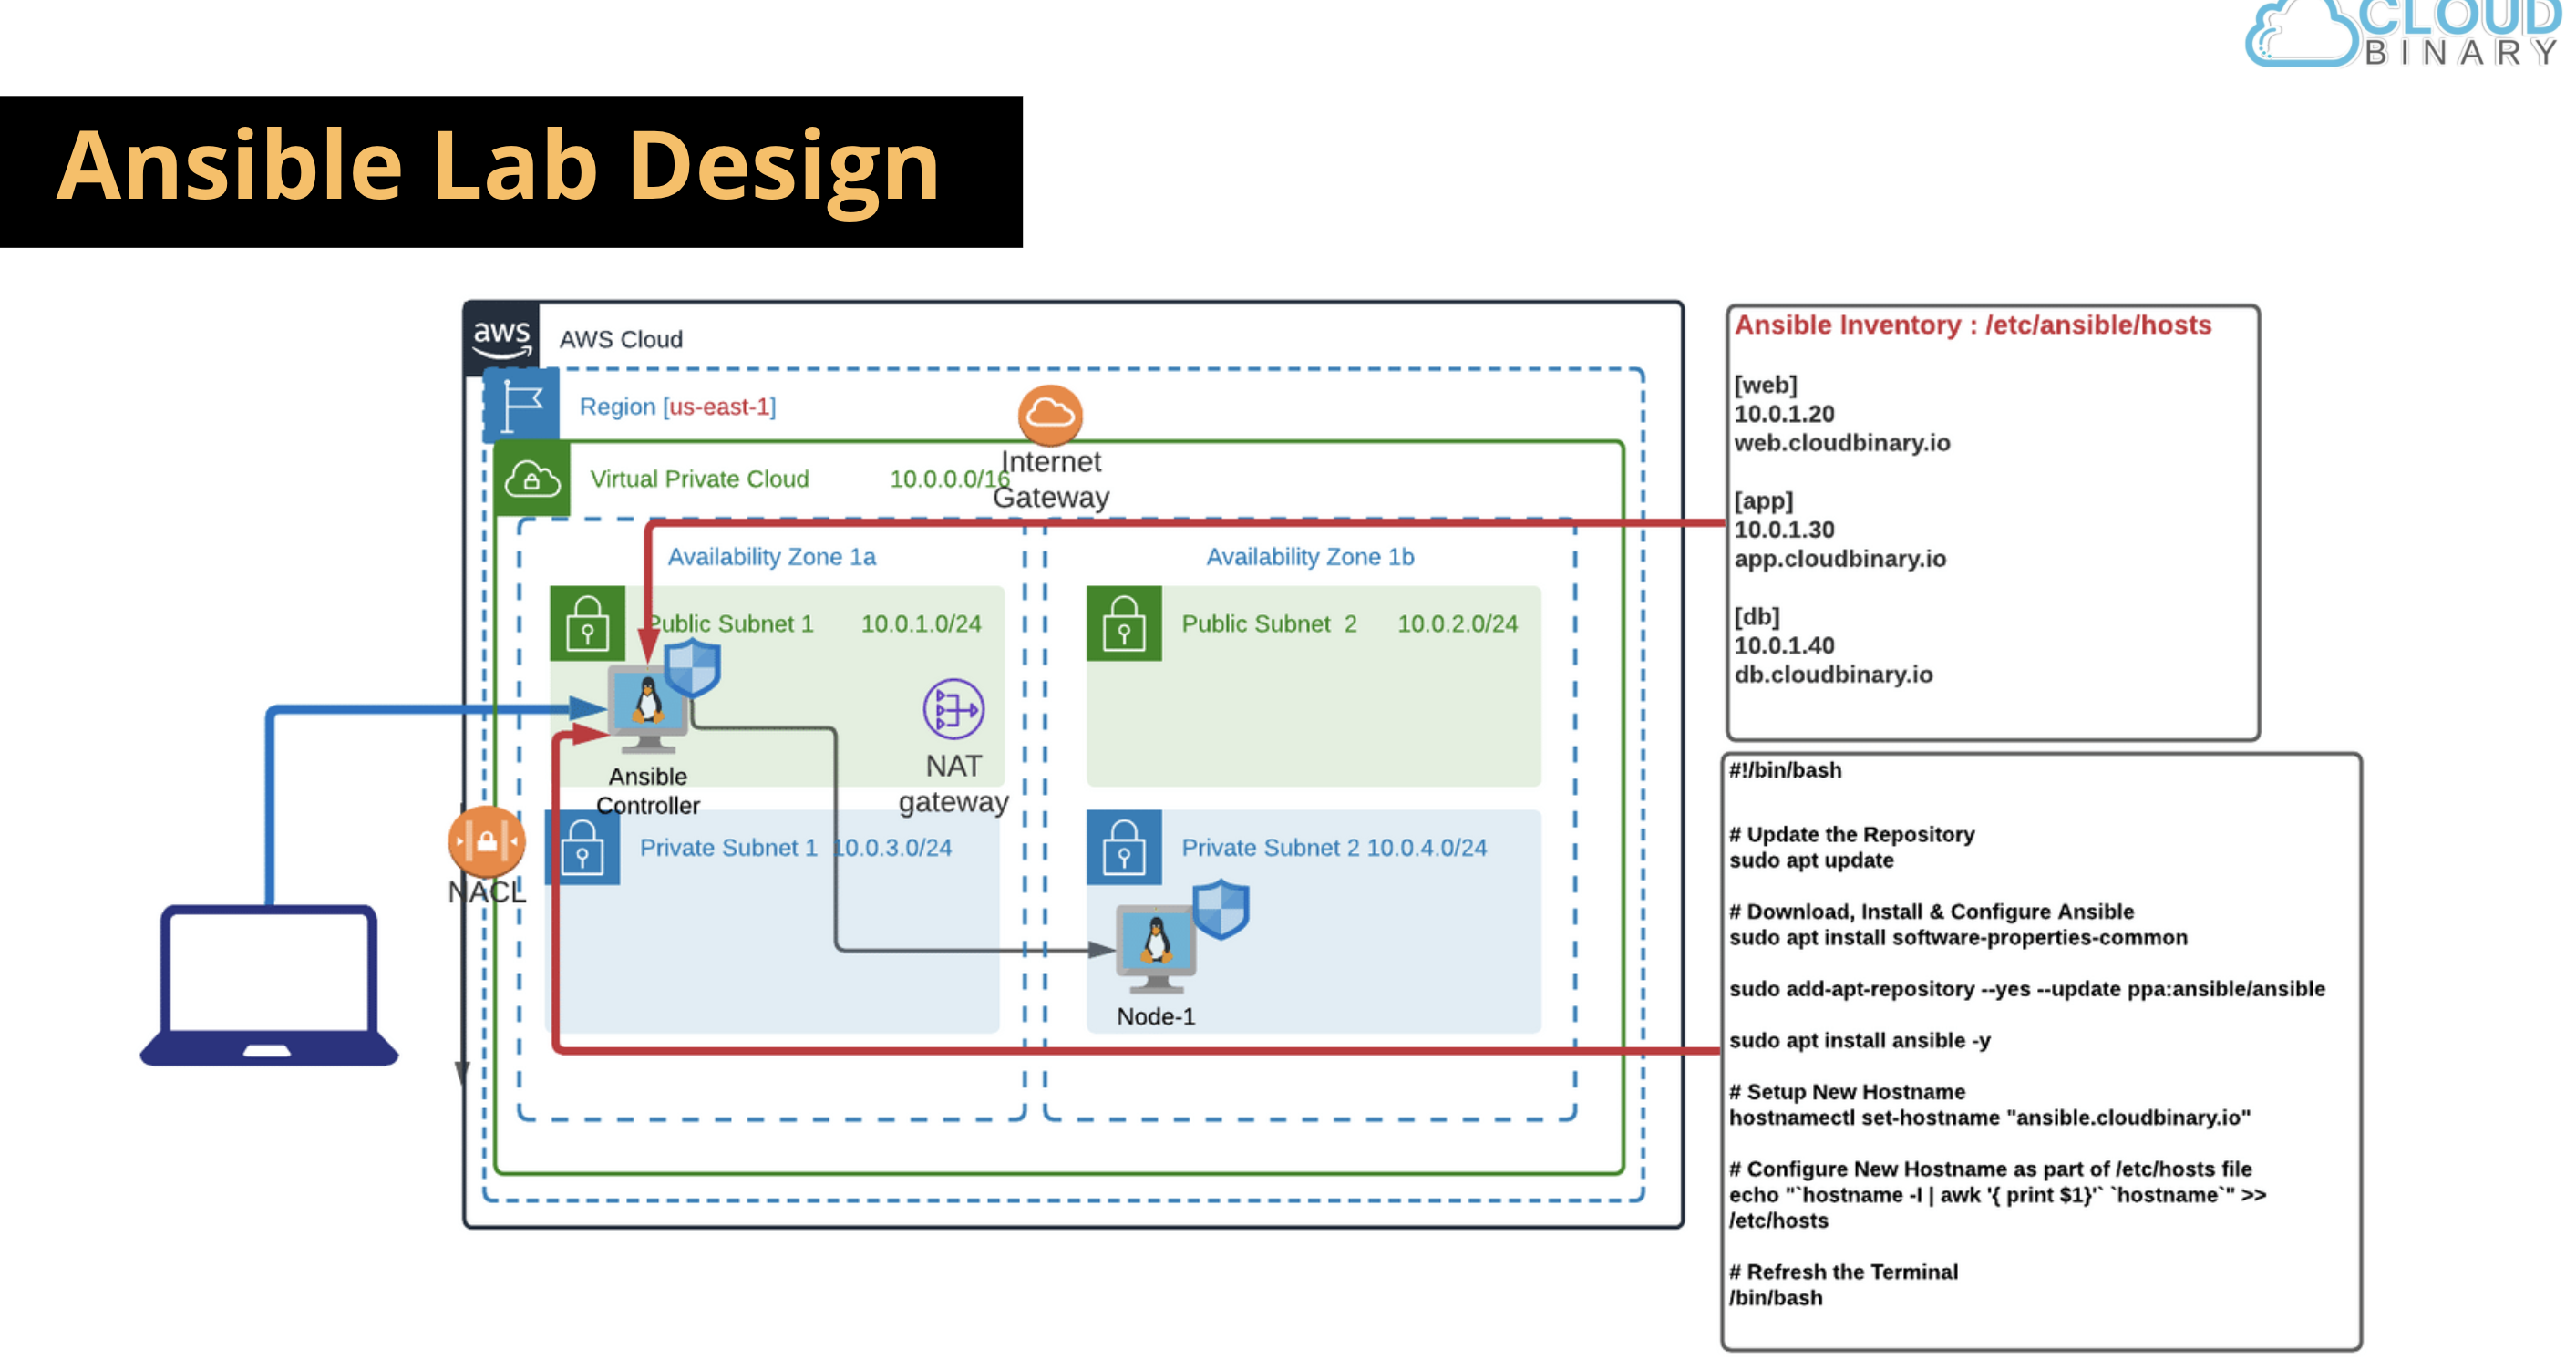 CLOUD
BINARY
Ansible Lab Design
aws
AWS Cloud
Region [us-east-1]
Internet
Gateway
Virtual Private Cloud 10.0.0.0/16
Availability Zone 1a
Availability Zone 1b
Public Subnet 1 10.0.1.0/24
Public Subnet 2 10.0.2.0/24
Ansible
Controller
NAT
gateway
NACL
Private Subnet 1 10.0.3.0/24
Private Subnet 2 10.0.4.0/24
Node-1
Ansible Inventory : /etc/ansible/hosts
[web]
10.0.1.20
web.cloudbinary.io
[app]
10.0.1.30
app.cloudbinary.io
[db]
10.0.1.40
db.cloudbinary.io
#!/bin/bash
# Update the Repository
sudo apt update
# Download, Install & Configure Ansible
sudo apt install software-properties-common
sudo add-apt-repository --yes --update ppa:ansible/ansible
sudo apt install ansible -y
# Setup New Hostname
hostnamectl set-hostname "ansible.cloudbinary.io"
# Configure New Hostname as part of /etc/hosts file
echo "`hostname -I | awk '{ print $1}'` `hostname`" >>
/etc/hosts
# Refresh the Terminal
/bin/bash